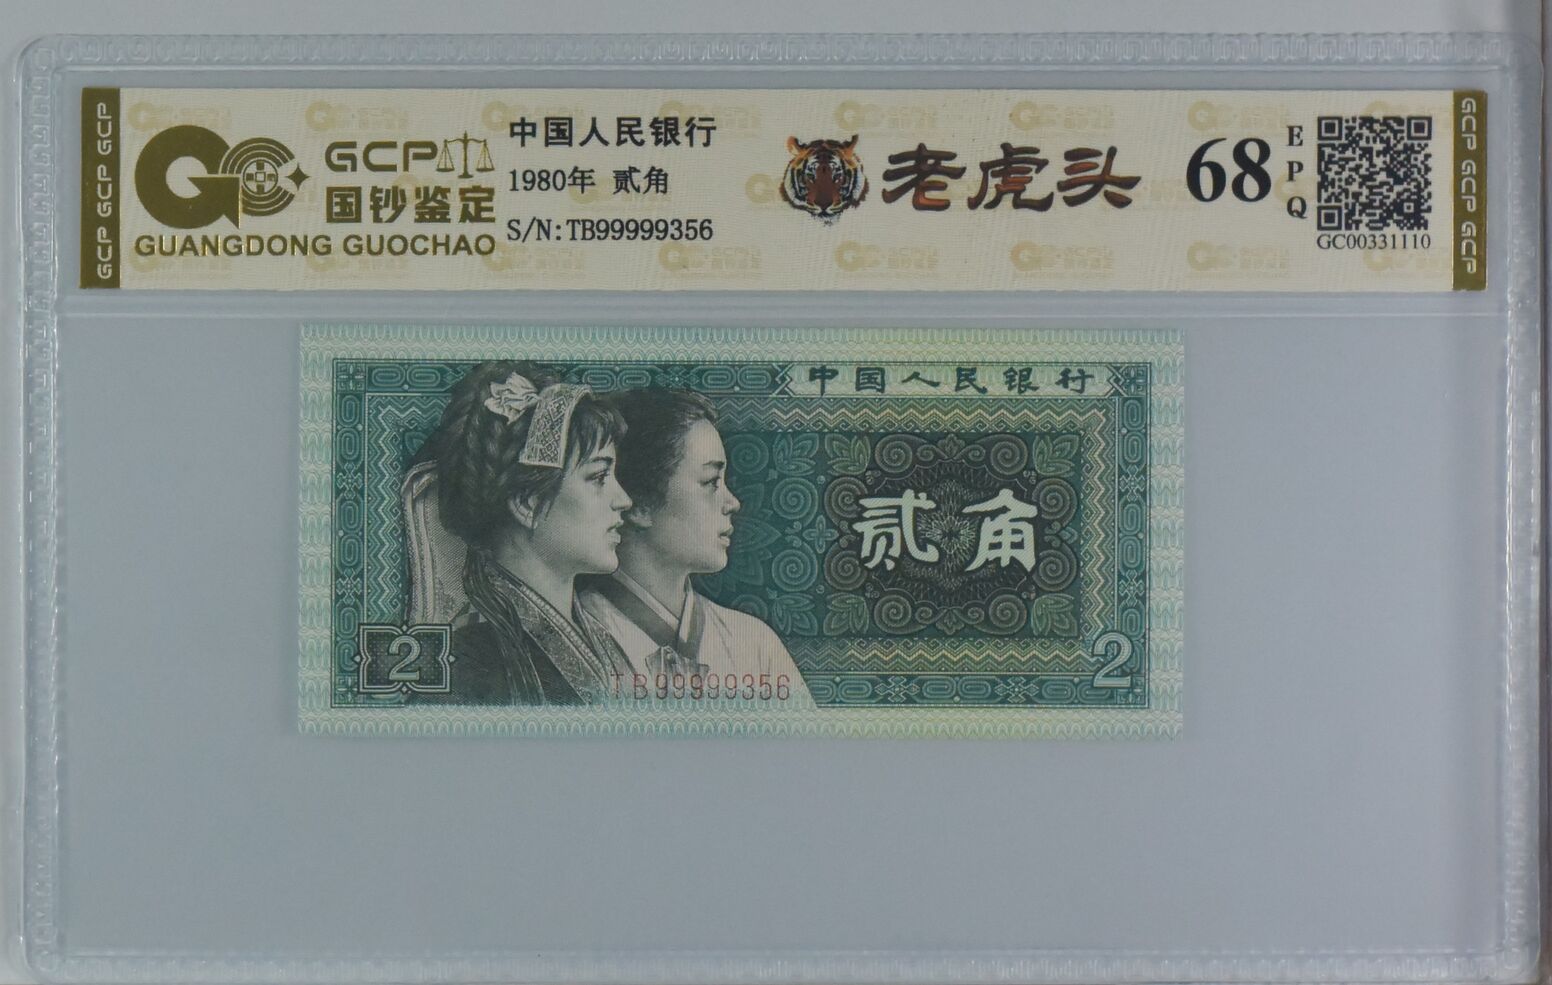 GCP GCP GCP
GCP
国钞鉴定
GUANGDONG GUOCHAO
中国人民银行
1980年 贰角
S/N:TB99999356
老虎头
68
EPQ
GC00331110
GCP GCP GCP
中国人民银行
贰角
2
2
TB99999356